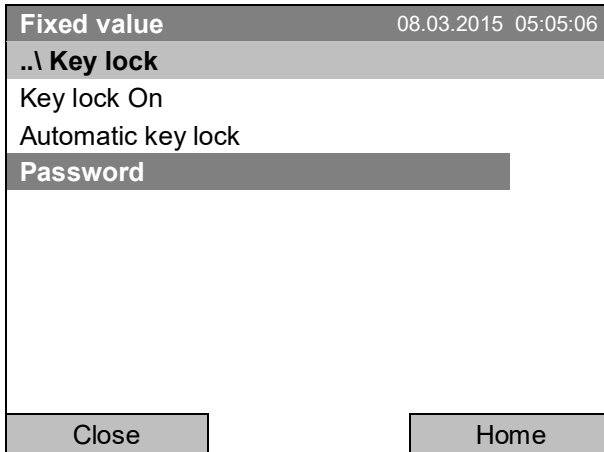 Fixed value 08.03.2015 05:05:06
..\ Key lock
Key lock On
Automatic key lock
Password
Close Home